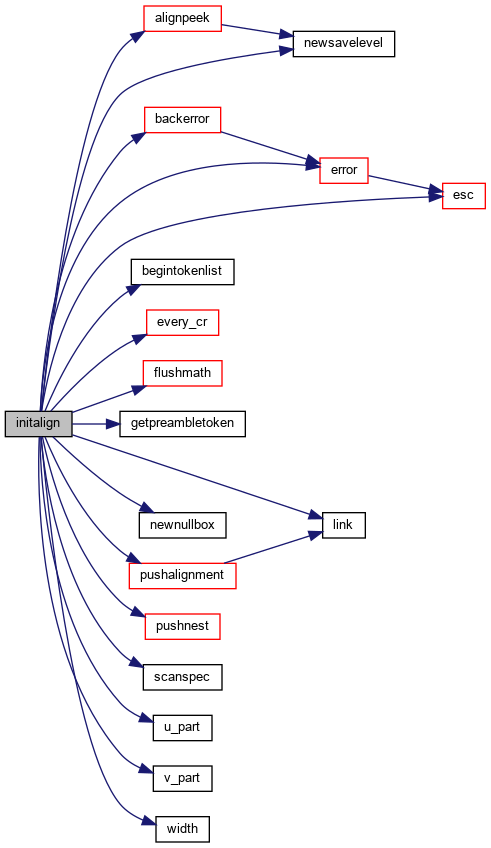 alignpeek
newsavelevel
backerror
error
esc
begintokenlist
every_cr
flushmath
initalign
getpreambletoken
newnullbox
link
pushalignment
pushnest
scanspec
u_part
v_part
width